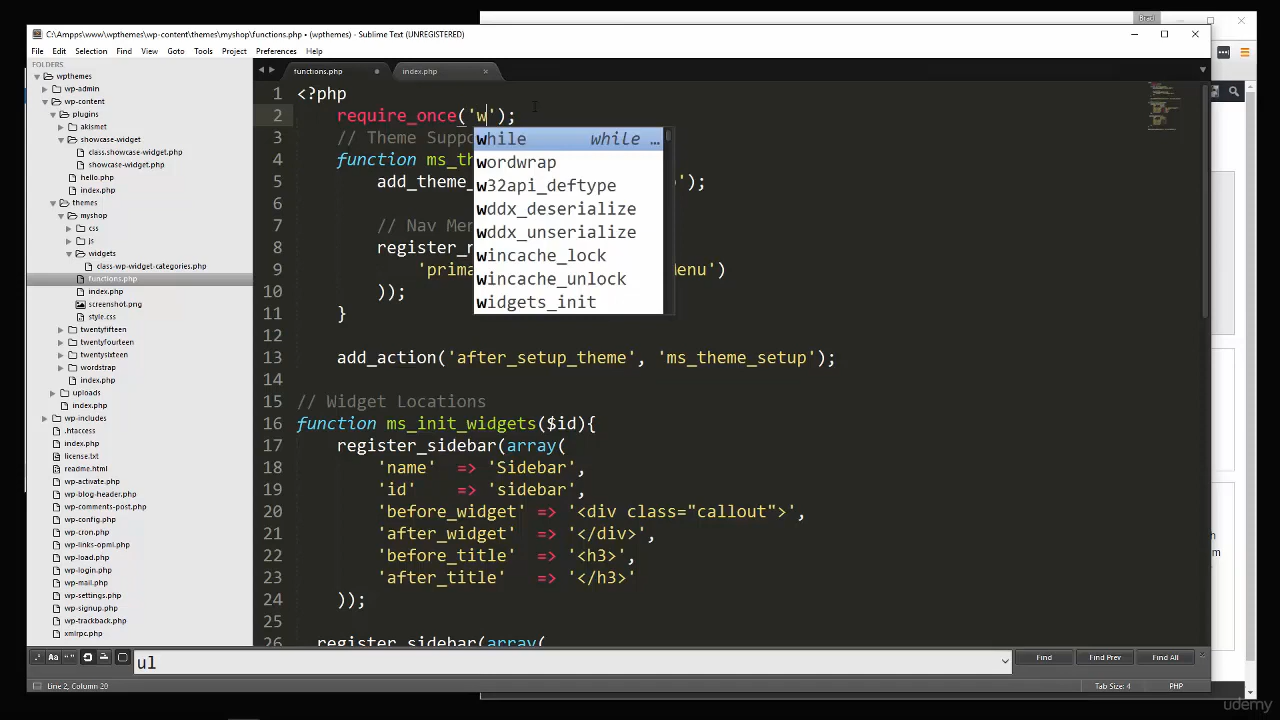 Brad
C:\Ampps\www\wpthemes\wp-content\themes\myshop\functions.php • (wpthemes) - Sublime Text (UNREGISTERED)
File Edit Selection Find View Goto Tools Project Preferences Help
FOLDERS
wpthemes
wp-admin
wp-content
plugins
akismet
showcase-widget
class.showcase-widget.php
showcase-widget.php
hello.php
index.php
themes
myshop
css
js
widgets
class-wp-widget-categories.php
functions.php
index.php
screenshot.png
style.css
twentyfifteen
twentyfourteen
twentysixteen
wordstrap
index.php
uploads
index.php
wp-includes
.htaccess
index.php
license.txt
readme.html
wp-activate.php
wp-blog-header.php
wp-comments-post.php
wp-config.php
wp-cron.php
wp-links-opml.php
wp-load.php
wp-login.php
wp-mail.php
wp-settings.php
wp-signup.php
wp-trackback.php
xmlrpc.php
functions.php index.php
1 <?php
2 require_once('w');
3 // Theme Suppo
4 function ms_th
5 add_theme_ ');
6
7 // Nav Men
8 register_n
9 'prima Menu')
10 ));
11 }
12
13 add_action('after_setup_theme', 'ms_theme_setup');
14
15 // Widget Locations
16 function ms_init_widgets($id){
17 register_sidebar(array(
18 'name' => 'Sidebar',
19 'id' => 'sidebar',
20 'before_widget' => '<div class="callout">',
21 'after_widget' => '</div>',
22 'before_title' => '<h3>',
23 'after_title' => '</h3>'
24 ));
25
26 register_sidebar(array(
while while …
wordwrap
w32api_deftype
wddx_deserialize
wddx_unserialize
wincache_lock
wincache_unlock
widgets_init
.* Aa “”
ul
Find Find Prev Find All
Line 2, Column 20 Tab Size: 4 PHP
udemy